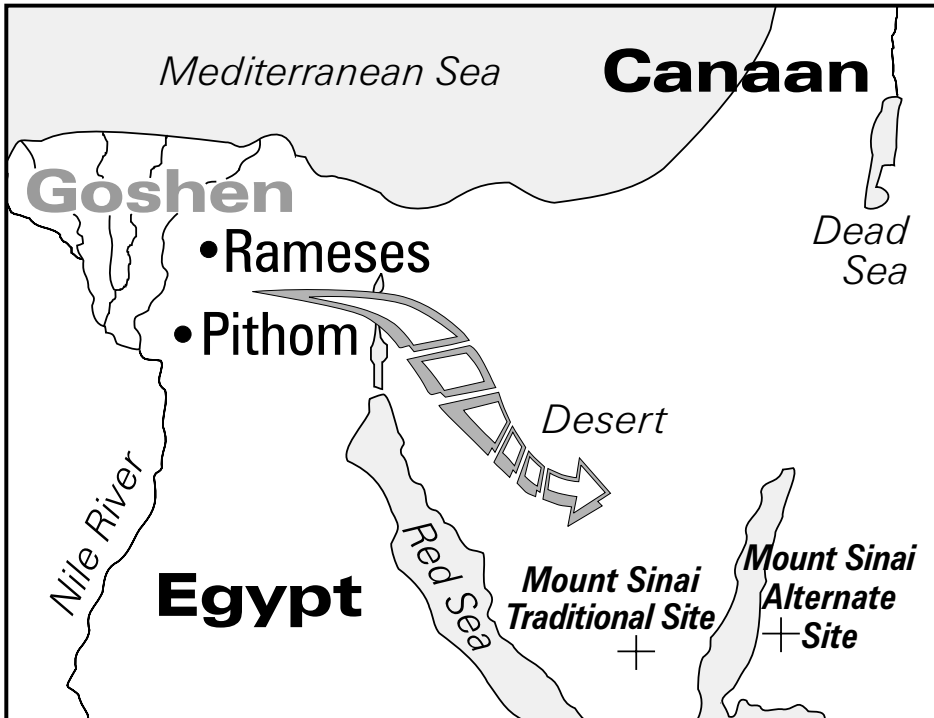 Mediterranean Sea
Canaan
Goshen
Dead
Sea
•Rameses
•Pithom
Desert
Nile River
Red Sea
Egypt
Mount Sinai
Traditional Site
Mount Sinai
Alternate
Site